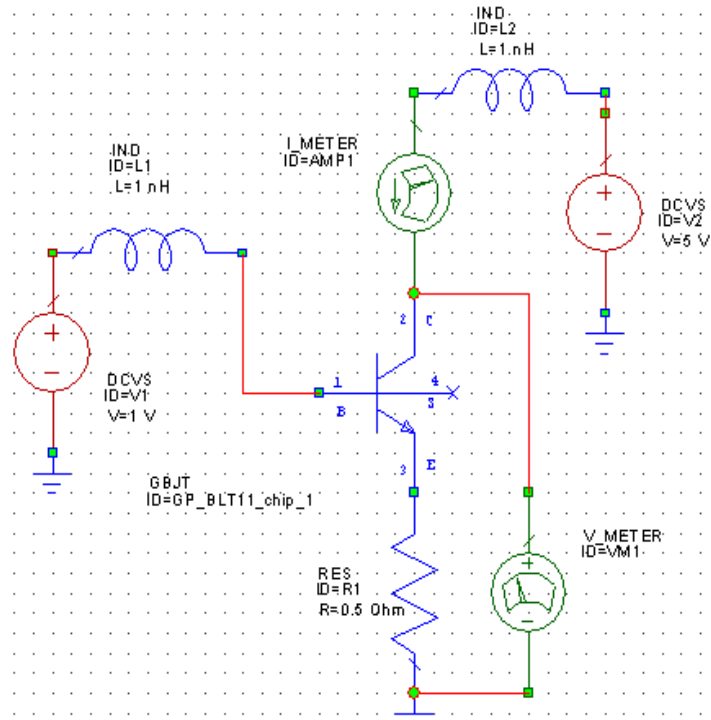 IND
ID=L2
L=1 nH
I_METER
ID=AMP1
IND
ID=L1
L=1 nH
DCVS
ID=V2
V=5 V
2 C
DCVS
ID=V1
V=1 V
1
B
4
S
GBJT
ID=GP_BLT11_chip_1
3 E
V_METER
ID=VM1
RES
ID=R1
R=0.5 Ohm